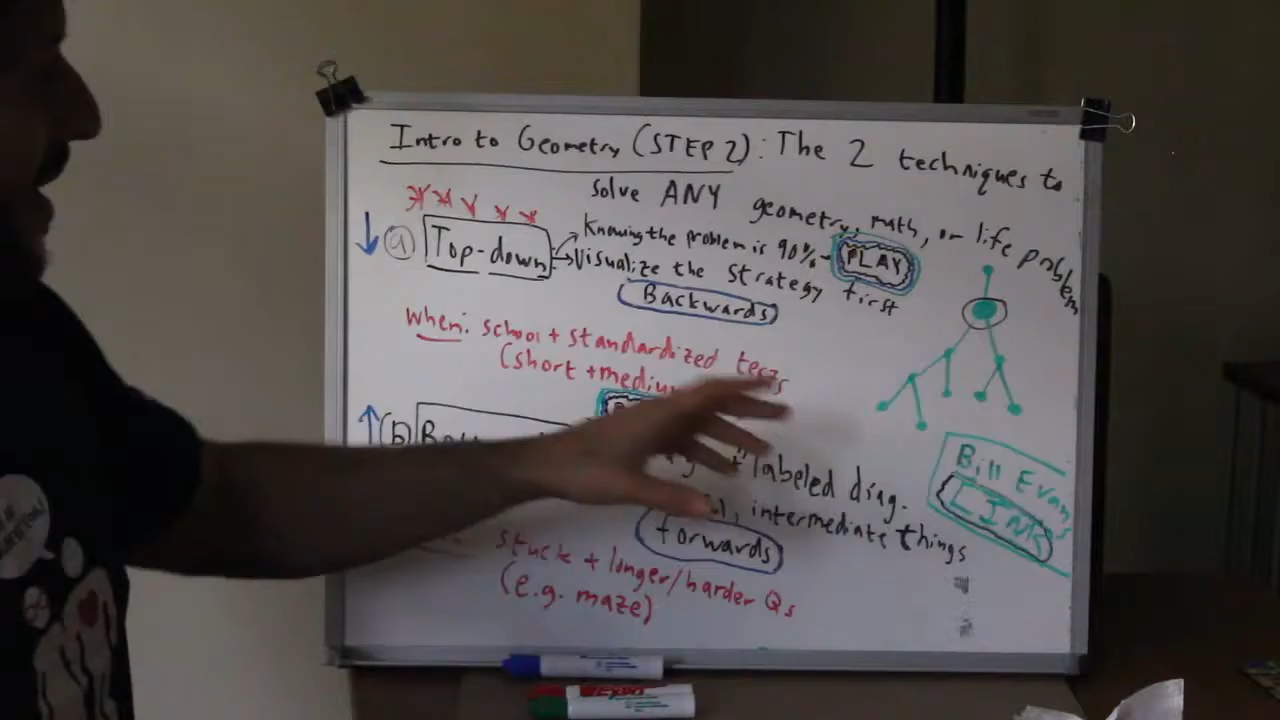 Intro to Geometry (STEP 2): The 2 techniques to
solve ANY geometry, math, or life problem
a Top-down
Knowing the problem is 90%
PLAY
Visualize the strategy first
Backwards
when: school + standardized tests
(short + medium
(b)
+ labeled diag.
intermediate things
forwards
stuck + longer/harder Qs
(e.g. maze)
Bill Evans
LINK
EXPO